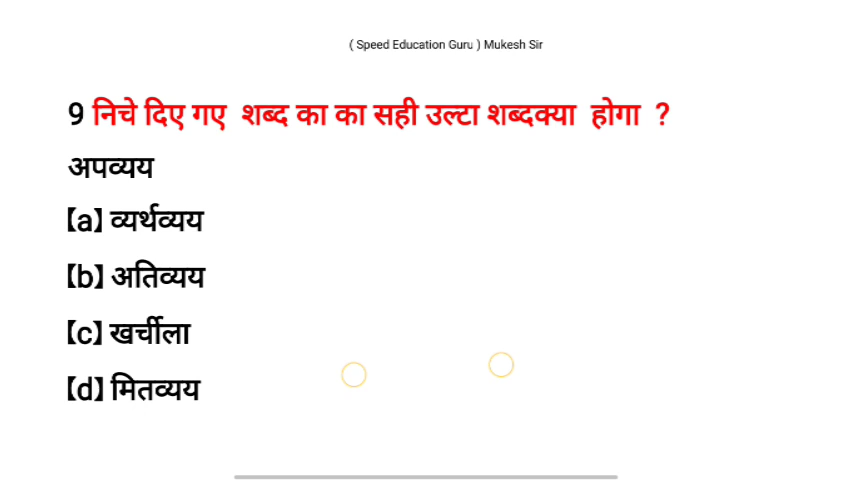 ( Speed Education Guru ) Mukesh Sir
9 निचे दिए गए शब्द का का सही उल्टा शब्दक्या होगा ?
अपव्यय
【a】 व्यर्थव्यय
【b】 अतिव्यय
【c】 खर्चीला
【d】 मितव्यय